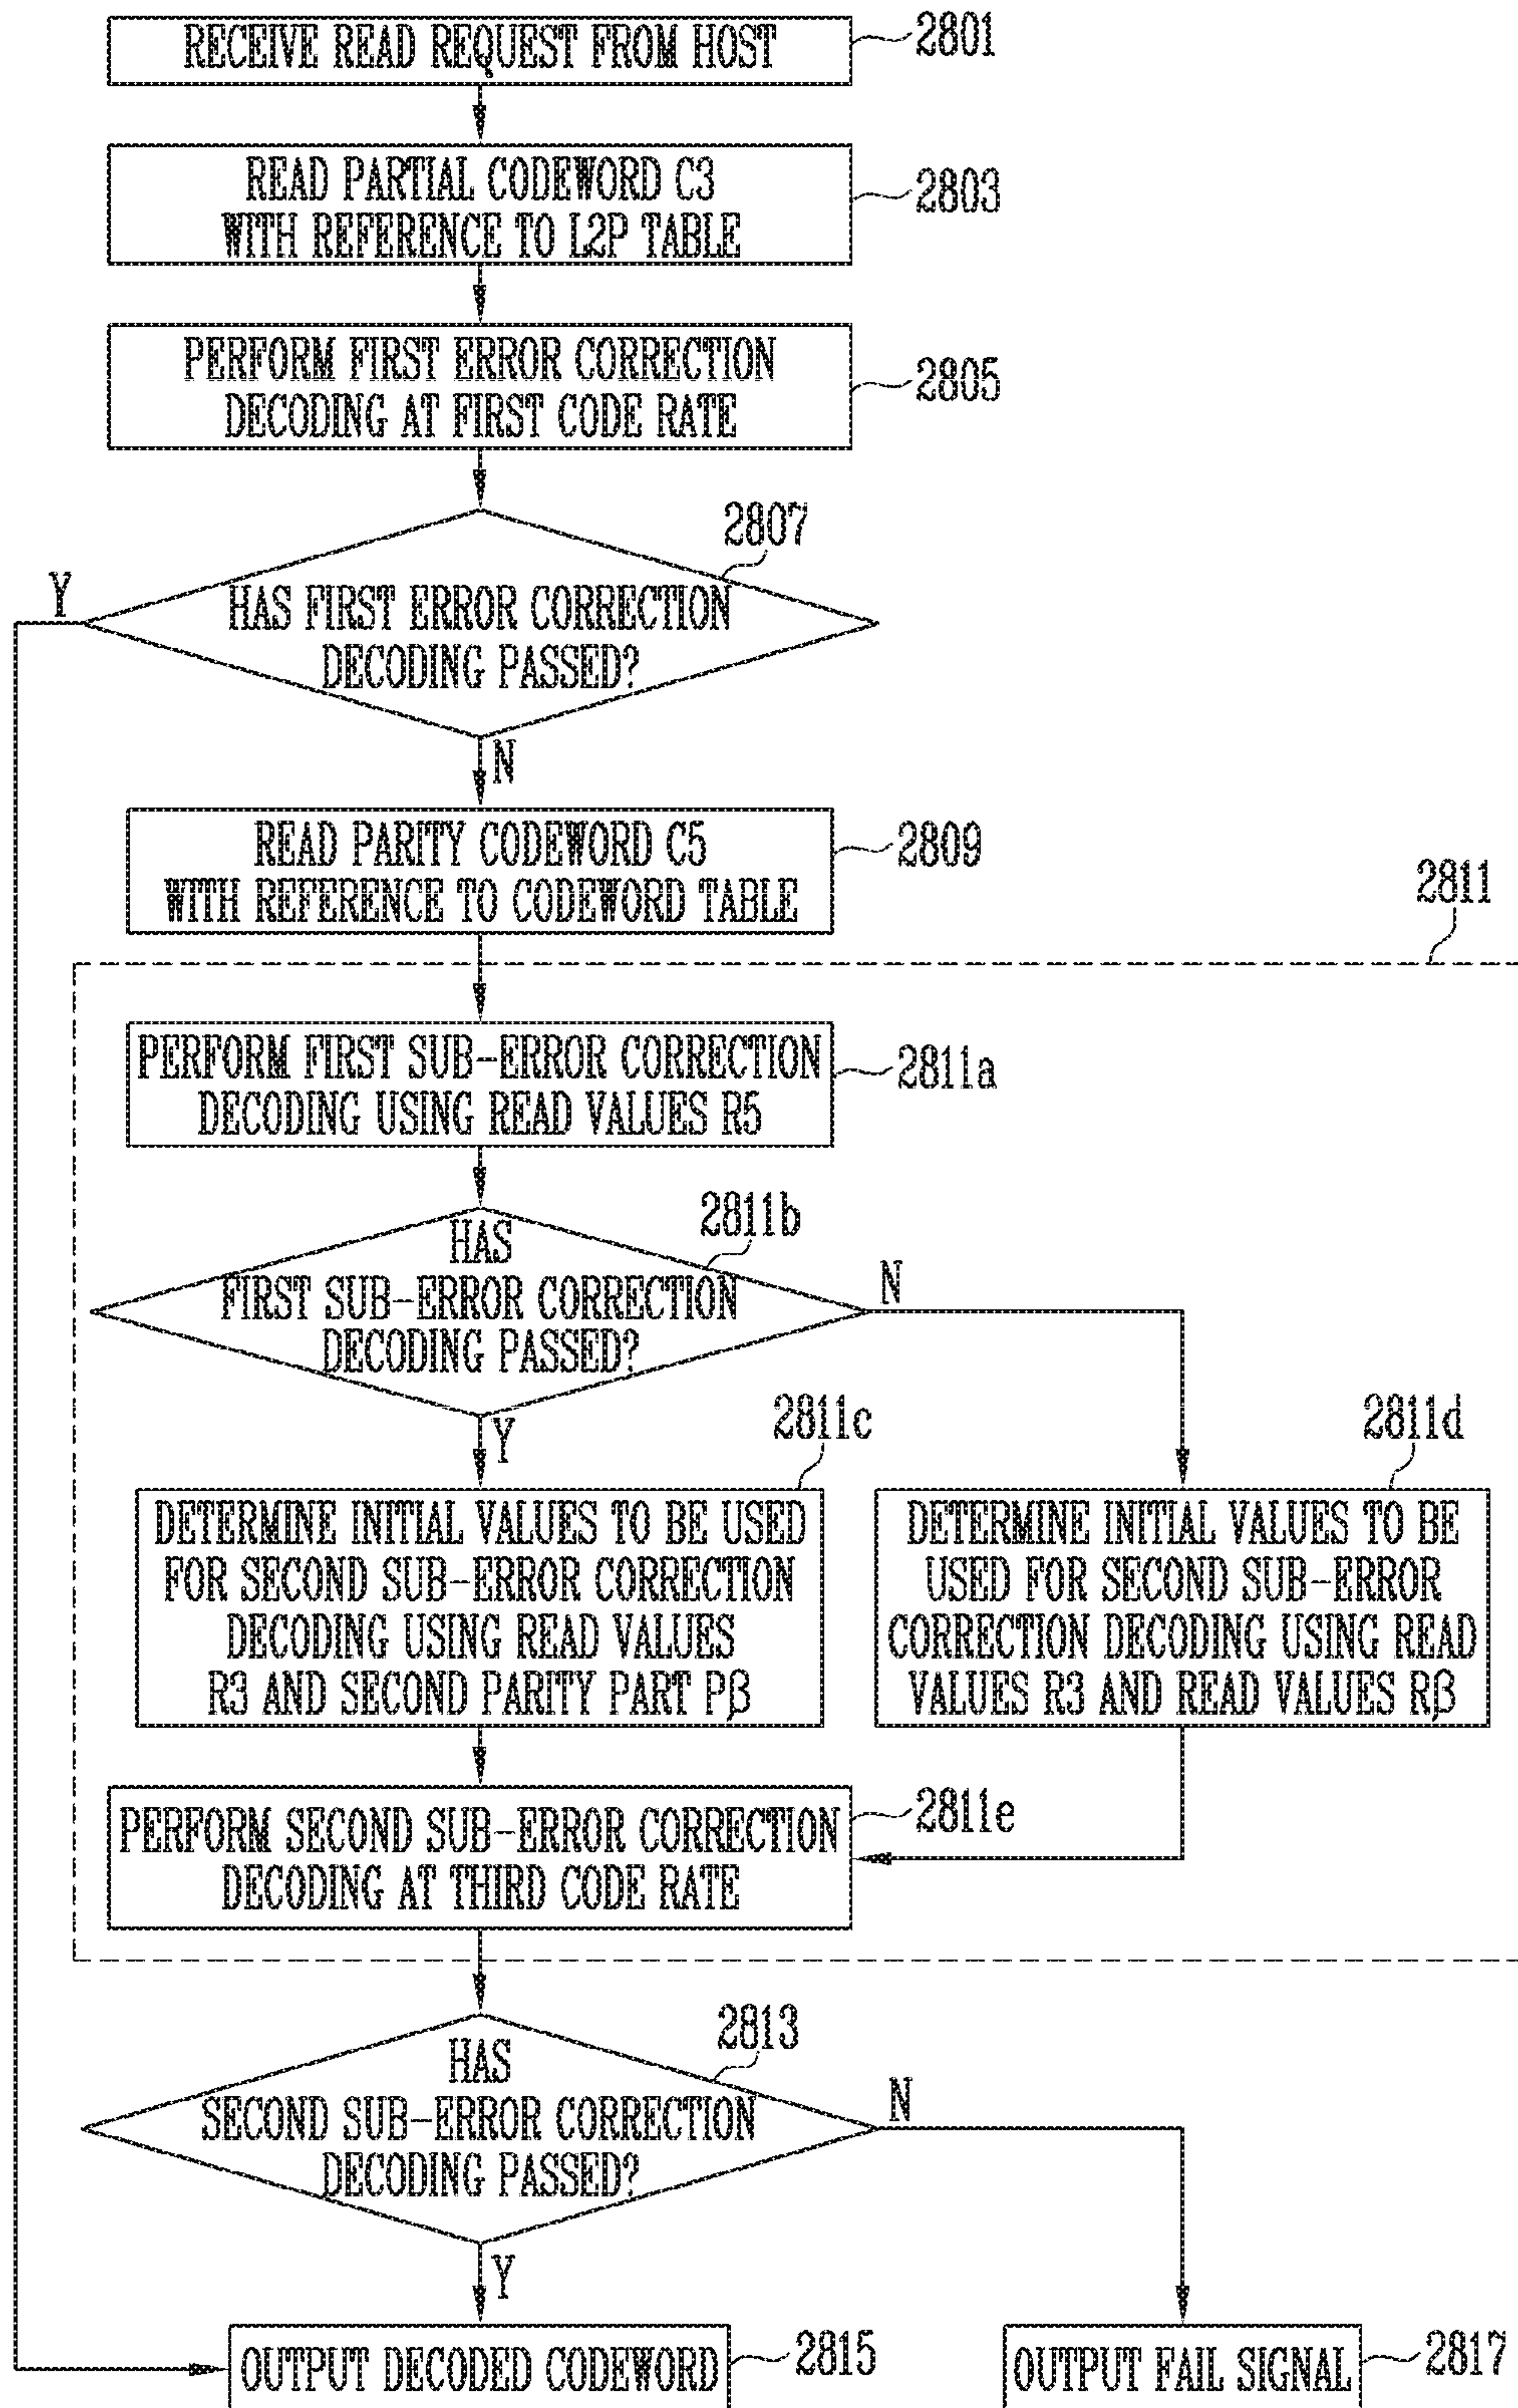 RECEIVE READ REQUEST FROM HOST
2801
READ PARTIAL CODEWORD C3
WITH REFERENCE TO L2P TABLE
2803
PERFORM FIRST ERROR CORRECTION
DECODING AT FIRST CODE RATE
2805
2807
Y
HAS FIRST ERROR CORRECTION
DECODING PASSED?
N
READ PARITY CODEWORD C5
WITH REFERENCE TO CODEWORD TABLE
2809
2811
PERFORM FIRST SUB-ERROR CORRECTION
DECODING USING READ VALUES R5
2811a
2811b
HAS
FIRST SUB-ERROR CORRECTION
DECODING PASSED?
N
Y
2811c
2811d
DETERMINE INITIAL VALUES TO BE USED
FOR SECOND SUB-ERROR CORRECTION
DECODING USING READ VALUES
R3 AND SECOND PARITY PART Pβ
DETERMINE INITIAL VALUES TO BE
USED FOR SECOND SUB-ERROR
CORRECTION DECODING USING READ
VALUES R3 AND READ VALUES Rβ
PERFORM SECOND SUB-ERROR CORRECTION
DECODING AT THIRD CODE RATE
2811e
2813
HAS
SECOND SUB-ERROR CORRECTION
DECODING PASSED?
N
Y
OUTPUT DECODED CODEWORD
2815
OUTPUT FAIL SIGNAL
2817